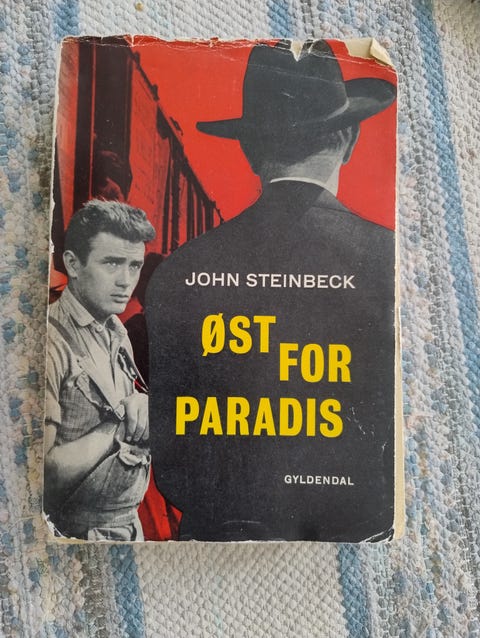 JOHN STEINBECK
ØST
FOR
PARADIS
GYLDENDAL